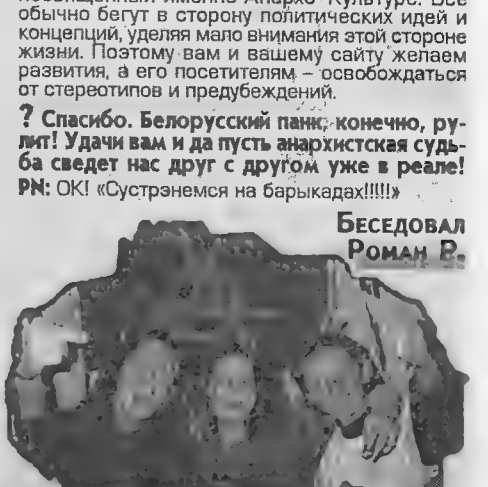 посвященный именно Анархо-Культуре. Все
обычно бегут в сторону политических идей и
концепций, уделяя мало внимания этой стороне
жизни. Поэтому вам и вашему сайту желаем
развития, а его посетителям – освобождаться
от стереотипов и предубеждений.
? Спасибо. Белорусский панк, конечно, ру-
лит! Удачи вам и да пусть анархистская судь-
ба сведет нас друг с другом уже в реале!
PN: ОК! «Сустрэнемся на барыкадах!!!!!»
Беседовал
Роман В.